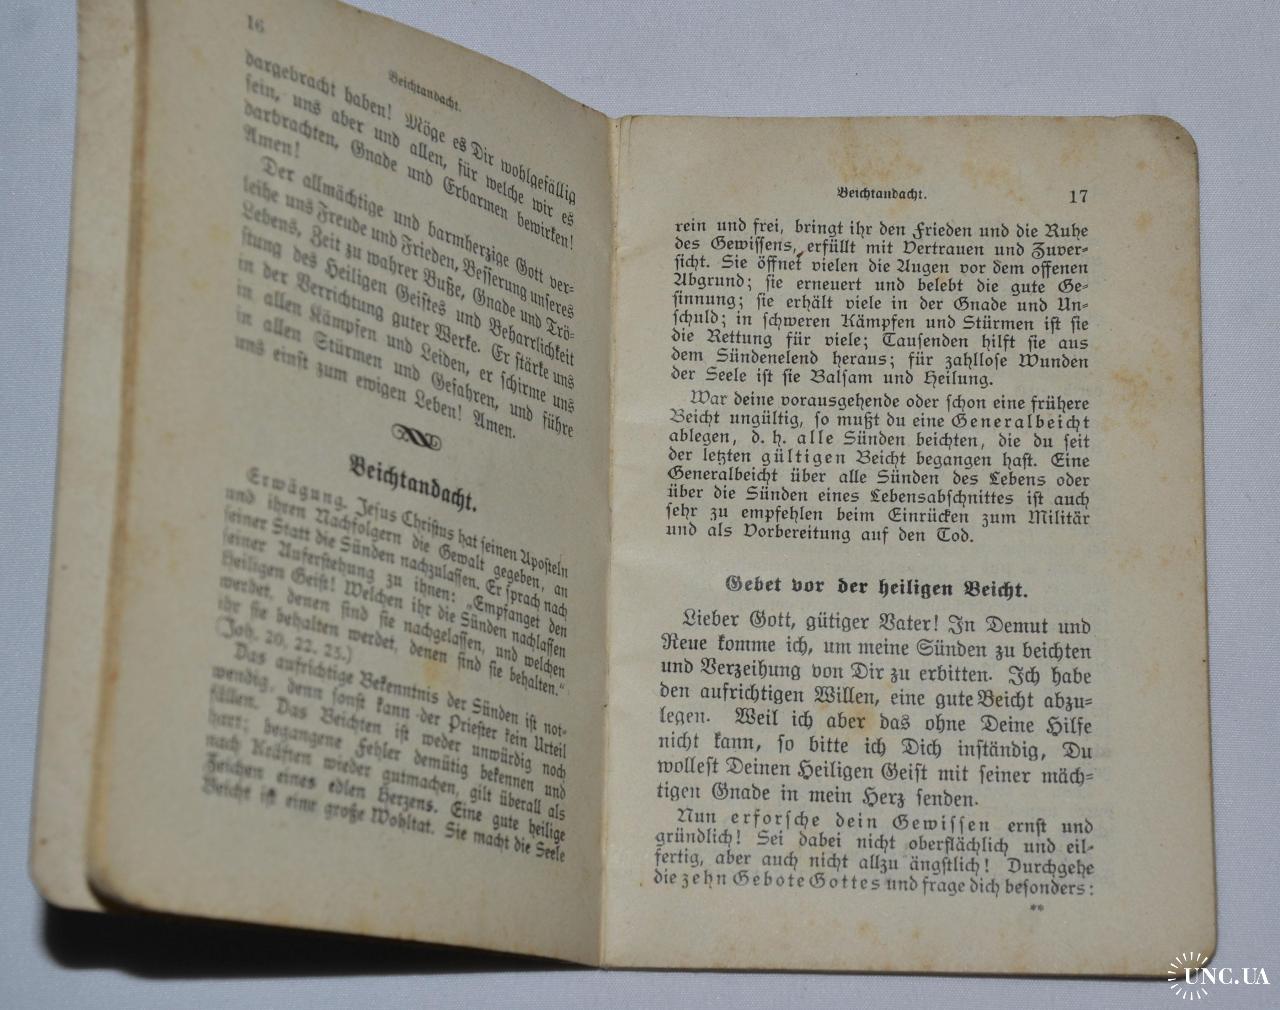 16
Beichtandacht.
dargebracht haben! Möge es Dir wohlgefällig
sein, uns aber und allen, für welche wir es
darbrachten, Gnade und Erbarmen bewirken!
Amen!
Der allmächtige und barmherzige Gott ver-
leihe uns Freude und Frieden, Besserung unseres
Lebens, Zeit zu wahrer Buße, Gnade und Trö-
stung des Heiligen Geistes und Beharrlichkeit
in der Verrichtung guter Werke. Er stärke uns
in allen Kämpfen und Leiden, er schirme uns
in allen Stürmen und Gefahren, und führe
uns einst zum ewigen Leben! Amen.
Beichtandacht.
Erwägung. Jesus Christus hat seinen Aposteln
und ihren Nachfolgern die Gewalt gegeben, an
seiner Statt die Sünden nachzulassen. Er sprach nach
seiner Auferstehung zu ihnen: „Empfanget den
Heiligen Geist! Welchen ihr die Sünden nachlassen
werdet, denen sind sie nachgelassen, und welchen
ihr sie behalten werdet, denen sind sie behalten.“
(Joh. 20, 22. 23.)
Das aufrichtige Bekenntnis der Sünden ist not-
wendig, denn sonst kann der Priester kein Urteil
fällen. Das Beichten ist weder unwürdig noch
hart; begangene Fehler demütig bekennen und
nach Kräften wieder gutmachen, gilt überall als
Zeichen eines edlen Herzens. Eine gute heilige
Beicht ist eine große Wohltat. Sie macht die Seele
Beichtandacht.
17
rein und frei, bringt ihr den Frieden und die Ruhe
des Gewissens, erfüllt mit Vertrauen und Zuver-
sicht. Sie öffnet vielen die Augen vor dem offenen
Abgrund; sie erneuert und belebt die gute Ge-
sinnung; sie erhält viele in der Gnade und Un-
schuld; in schweren Kämpfen und Stürmen ist sie
die Rettung für viele; Tausenden hilft sie aus
dem Sündenelend heraus; für zahllose Wunden
der Seele ist sie Balsam und Heilung.
War deine vorausgehende oder schon eine frühere
Beicht ungültig, so mußt du eine Generalbeicht
ablegen, d. h. alle Sünden beichten, die du seit
der letzten gültigen Beicht begangen hast. Eine
Generalbeicht über alle Sünden des Lebens oder
über die Sünden eines Lebensabschnittes ist auch
sehr zu empfehlen beim Einrücken zum Militär
und als Vorbereitung auf den Tod.
Gebet vor der heiligen Beicht.
Lieber Gott, gütiger Vater! In Demut und
Reue komme ich, um meine Sünden zu beichten
und Verzeihung von Dir zu erbitten. Ich habe
den aufrichtigen Willen, eine gute Beicht abzu-
legen. Weil ich aber das ohne Deine Hilfe
nicht kann, so bitte ich Dich inständig, Du
wollest Deinen Heiligen Geist mit seiner mäch-
tigen Gnade in mein Herz senden.
Nun erforsche dein Gewissen ernst und
gründlich! Sei dabei nicht oberflächlich und eil-
fertig, aber auch nicht allzu ängstlich! Durchgehe
die zehn Gebote Gottes und frage dich besonders:
**
UNC.UA